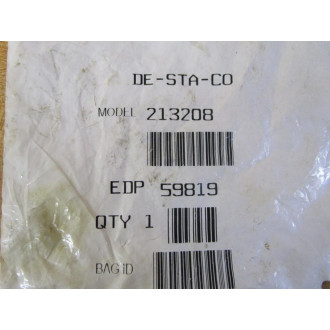 DE-STA-CO
MODEL 213208
EDP 59819
QTY 1
BAG ID